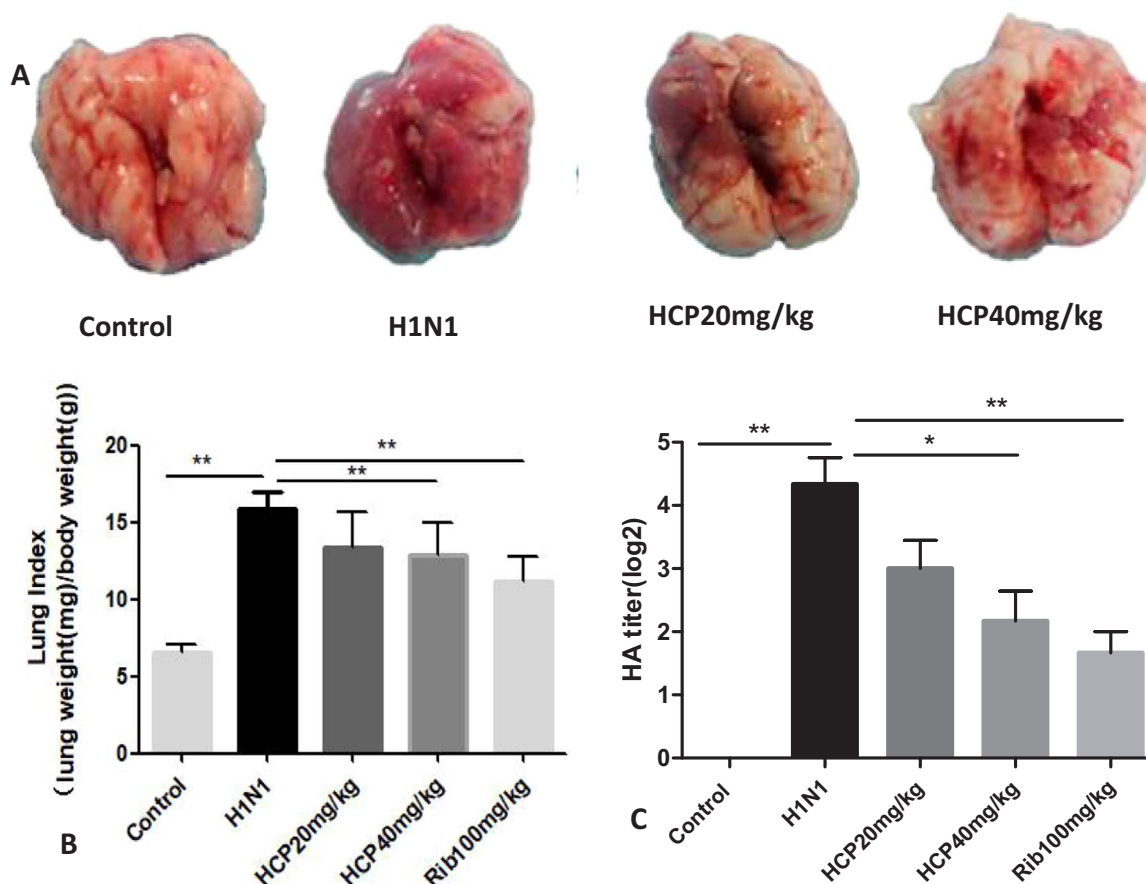 A
Control
H1N1
HCP20mg/kg
HCP40mg/kg
Lung Index
(lung weight(mg)/body weight(g))
20
15
10
5
0
**
**
**
Control
H1N1
HCP20mg/kg
HCP40mg/kg
Rib100mg/kg
B
HA titer(log2)
5
4
3
2
1
0
**
**
*
Control
H1N1
HCP20mg/kg
HCP40mg/kg
Rib100mg/kg
C